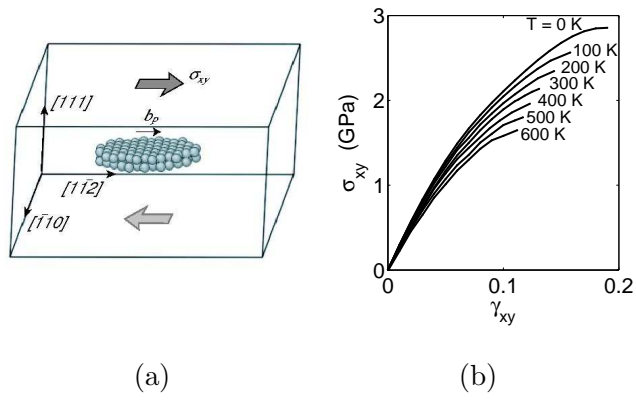 σxy
[111]
bp
[11̄2]
[1̄10]
(a)
3
2
1
0
σxy (GPa)
T = 0 K
100 K
200 K
300 K
400 K
500 K
600 K
0
0.1
0.2
γxy
(b)